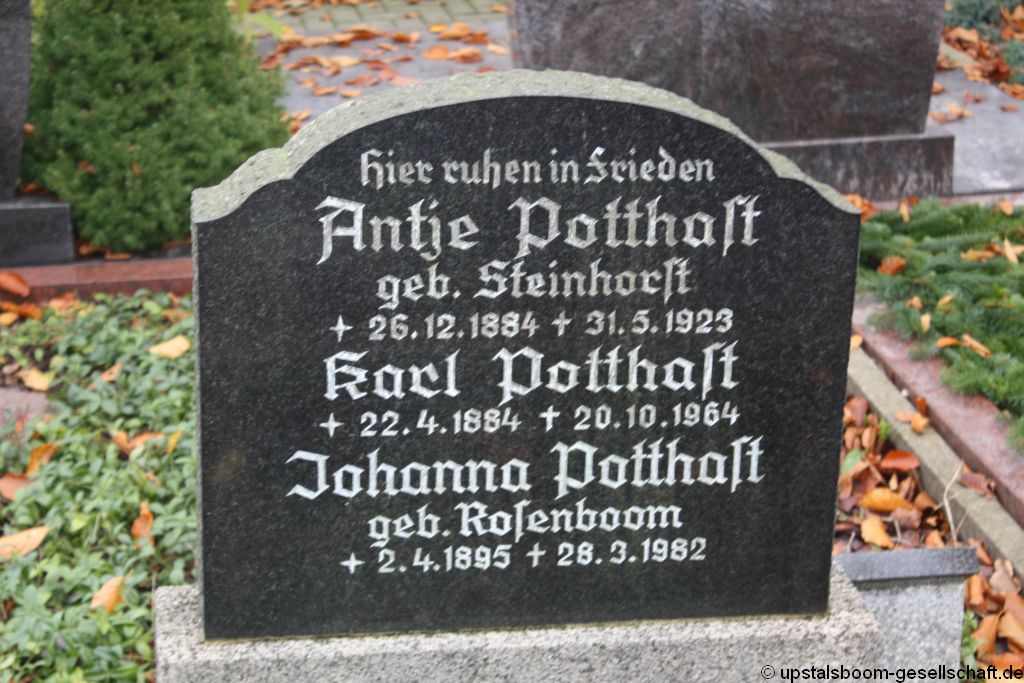 Hier ruhen in Frieden
Antje Potthast
geb. Steinhorst
26.12.1884 ✝ 31.5.1923
Karl Potthast
22.4.1884 ✝ 20.10.1964
Johanna Potthast
geb. Rosenboom
2.4.1895 ✝ 28.3.1982
© upstalsboom-gesellschaft.de